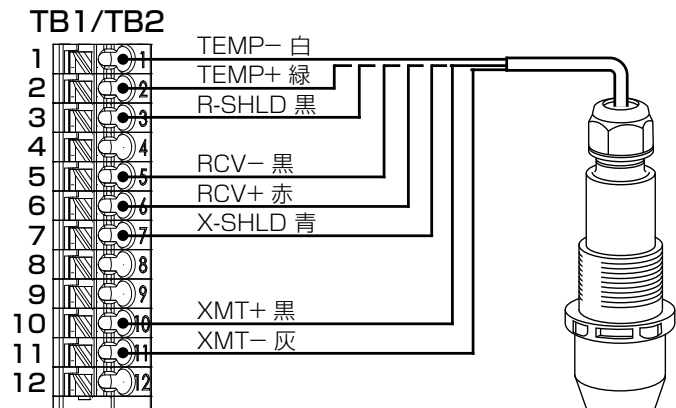 TB1/TB2
1 TEMP− 白 1
2 TEMP+ 緑 2
3 R-SHLD 黒 3
4 4
5 RCV− 黒 5
6 RCV+ 赤 6
7 X-SHLD 青 7
8 8
9 9
10 XMT+ 黒 10
11 XMT− 灰 11
12 12